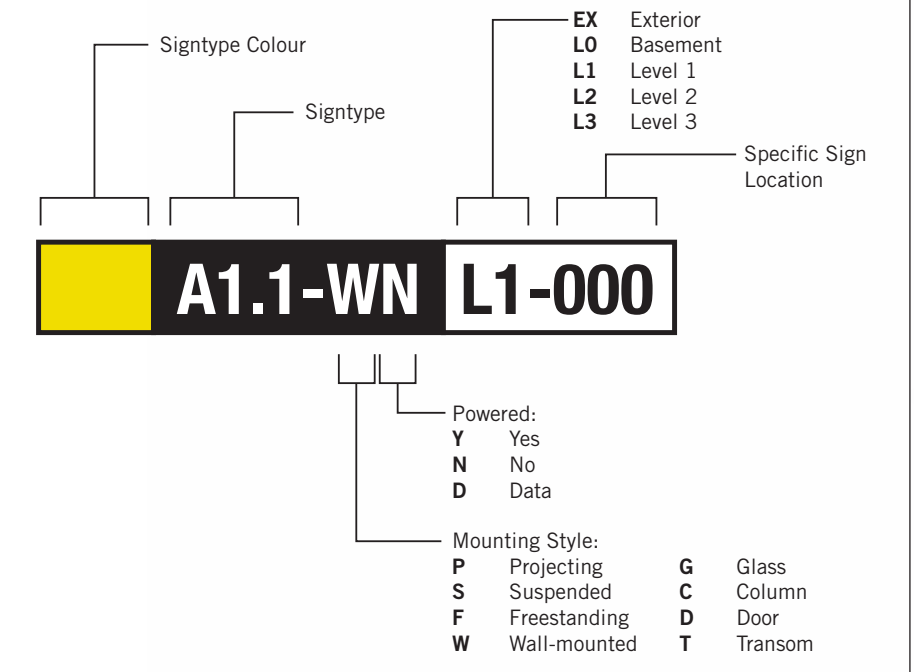 EX Exterior
Signtype Colour
L0 Basement
L1 Level 1
L2 Level 2
Signtype
L3 Level 3
Specific Sign
Location
A1.1-WN L1-000
Powered:
Y Yes
N No
D Data
Mounting Style:
P Projecting G Glass
S Suspended C Column
F Freestanding D Door
W Wall-mounted T Transom